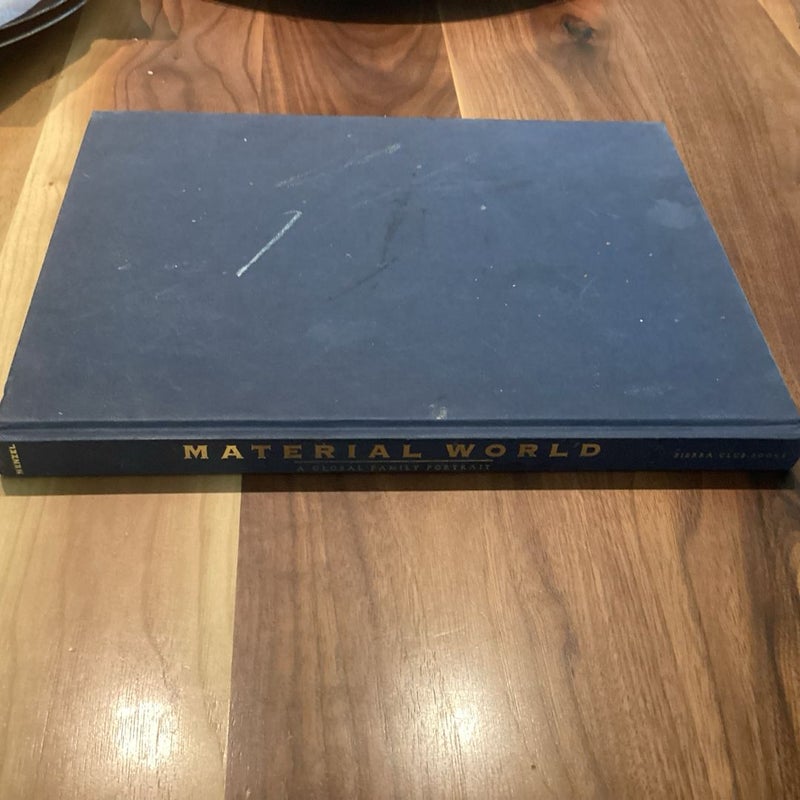 MENZEL
MATERIAL WORLD
A GLOBAL FAMILY PORTRAIT
SIERRA CLUB BOOKS